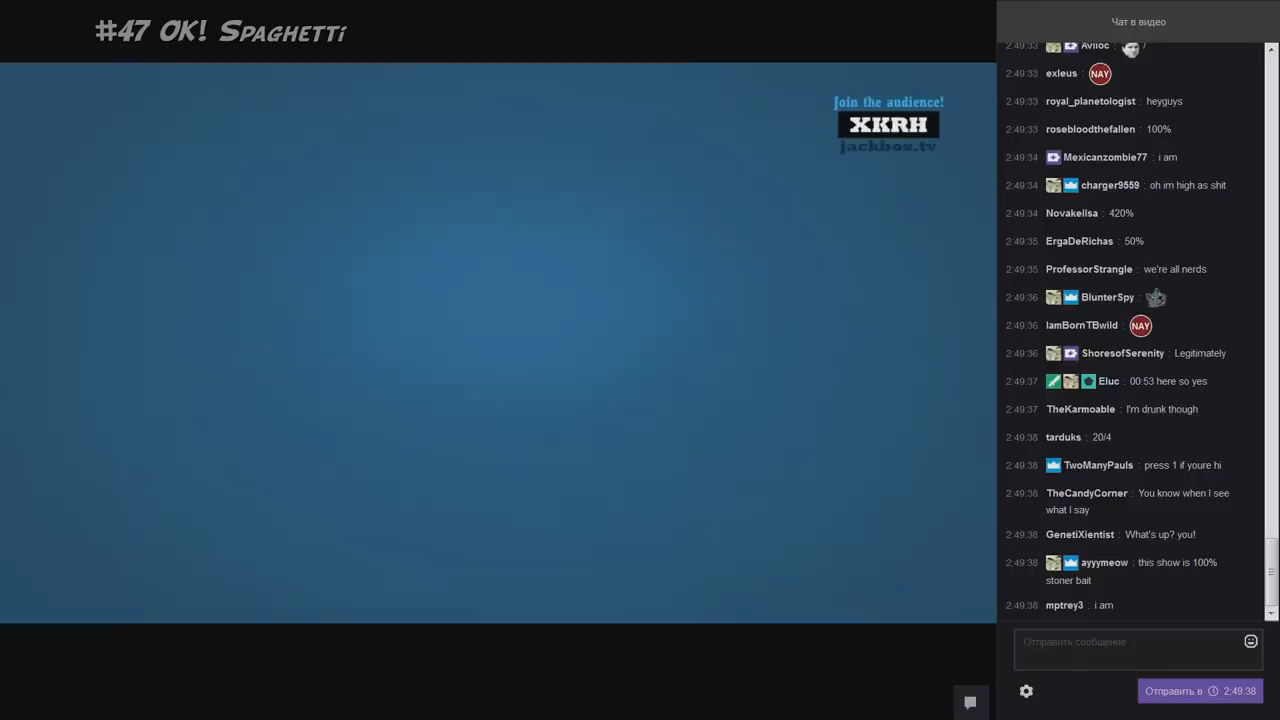 #47 OK! Spaghetti
Join the audience!
XKRH
jackbox.tv
Чат в видео
2:49:33 Aviloc : /
2:49:33 exleus : NAY
2:49:33 royal_planetologist : heyguys
2:49:33 rosebloodthefallen : 100%
2:49:34 Mexicanzombie77 : i am
2:49:34 charger9559 : oh im high as shit
2:49:34 Novakellsa : 420%
2:49:35 ErgaDeRichas : 50%
2:49:35 ProfessorStrangle : we're all nerds
2:49:36 BlunterSpy :
2:49:36 IamBornTBwild : NAY
2:49:36 ShoresofSerenity : Legitimately
2:49:37 Eluc : 00:53 here so yes
2:49:37 TheKarmoable : I'm drunk though
2:49:38 tarduks : 20/4
2:49:38 TwoManyPauls : press 1 if youre hi
2:49:38 TheCandyCorner : You know when I see
what I say
2:49:38 GenetiXientist : What's up? you!
2:49:38 ayyymeow : this show is 100%
stoner bait
2:49:38 mptrey3 : i am
Отправить сообщение
Отправить в 2:49:38